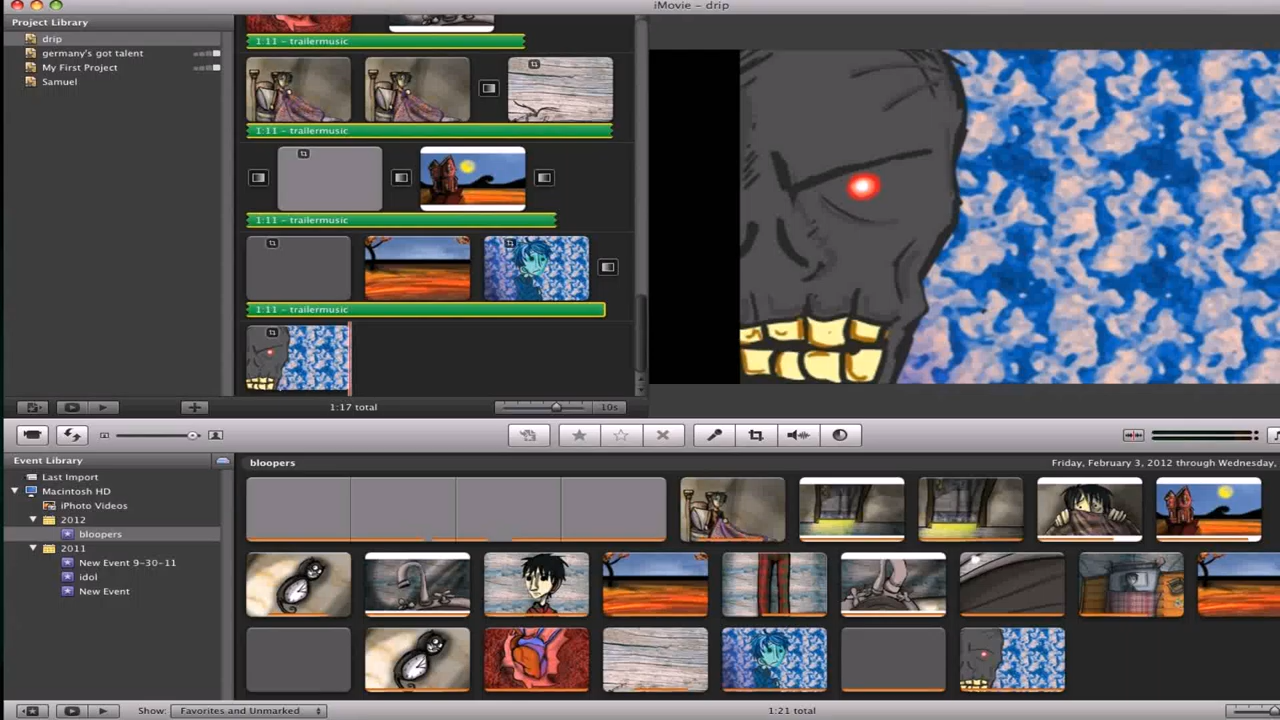 iMovie – drip
Project Library
drip
germany's got talent
My First Project
Samuel
1:11 – trailermusic
1:11 – trailermusic
1:11 – trailermusic
1:11 – trailermusic
1:17 total
10s
Event Library
Last Import
Macintosh HD
iPhoto Videos
2012
bloopers
2011
New Event 9-30-11
idol
New Event
bloopers
Friday, February 3, 2012 through Wednesday,
Show: Favorites and Unmarked
1:21 total